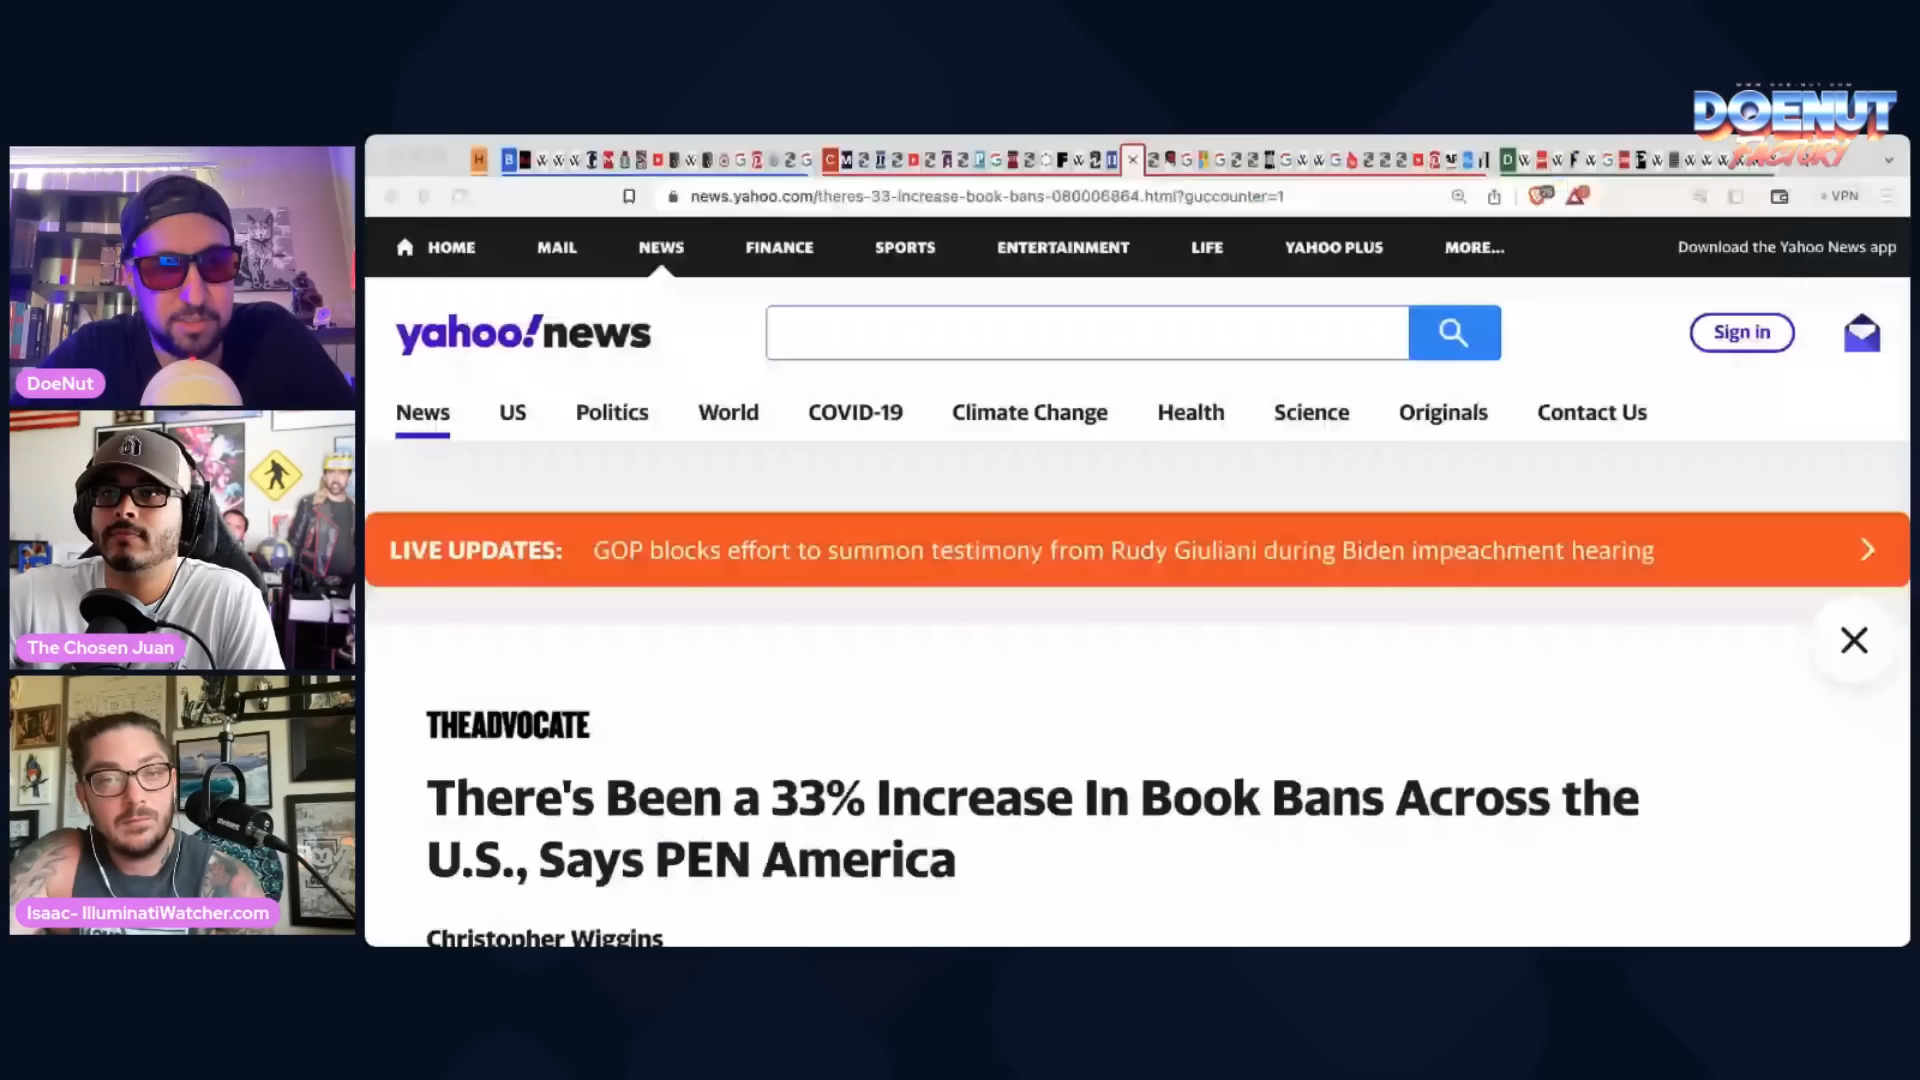 WWW.DOENUT.COM
DOENUT
FACTORY
news.yahoo.com/theres-33-increase-book-bans-080006864.html?guccounter=1
VPN
HOME MAIL NEWS FINANCE SPORTS ENTERTAINMENT LIFE YAHOO PLUS MORE... Download the Yahoo News app
yahoo!news
Sign in
News US Politics World COVID-19 Climate Change Health Science Originals Contact Us
LIVE UPDATES: GOP blocks effort to summon testimony from Rudy Giuliani during Biden impeachment hearing
THEADVOCATE
There's Been a 33% Increase In Book Bans Across the
U.S., Says PEN America
Christopher Wiggins
DoeNut
The Chosen Juan
Isaac- IlluminatiWatcher.com